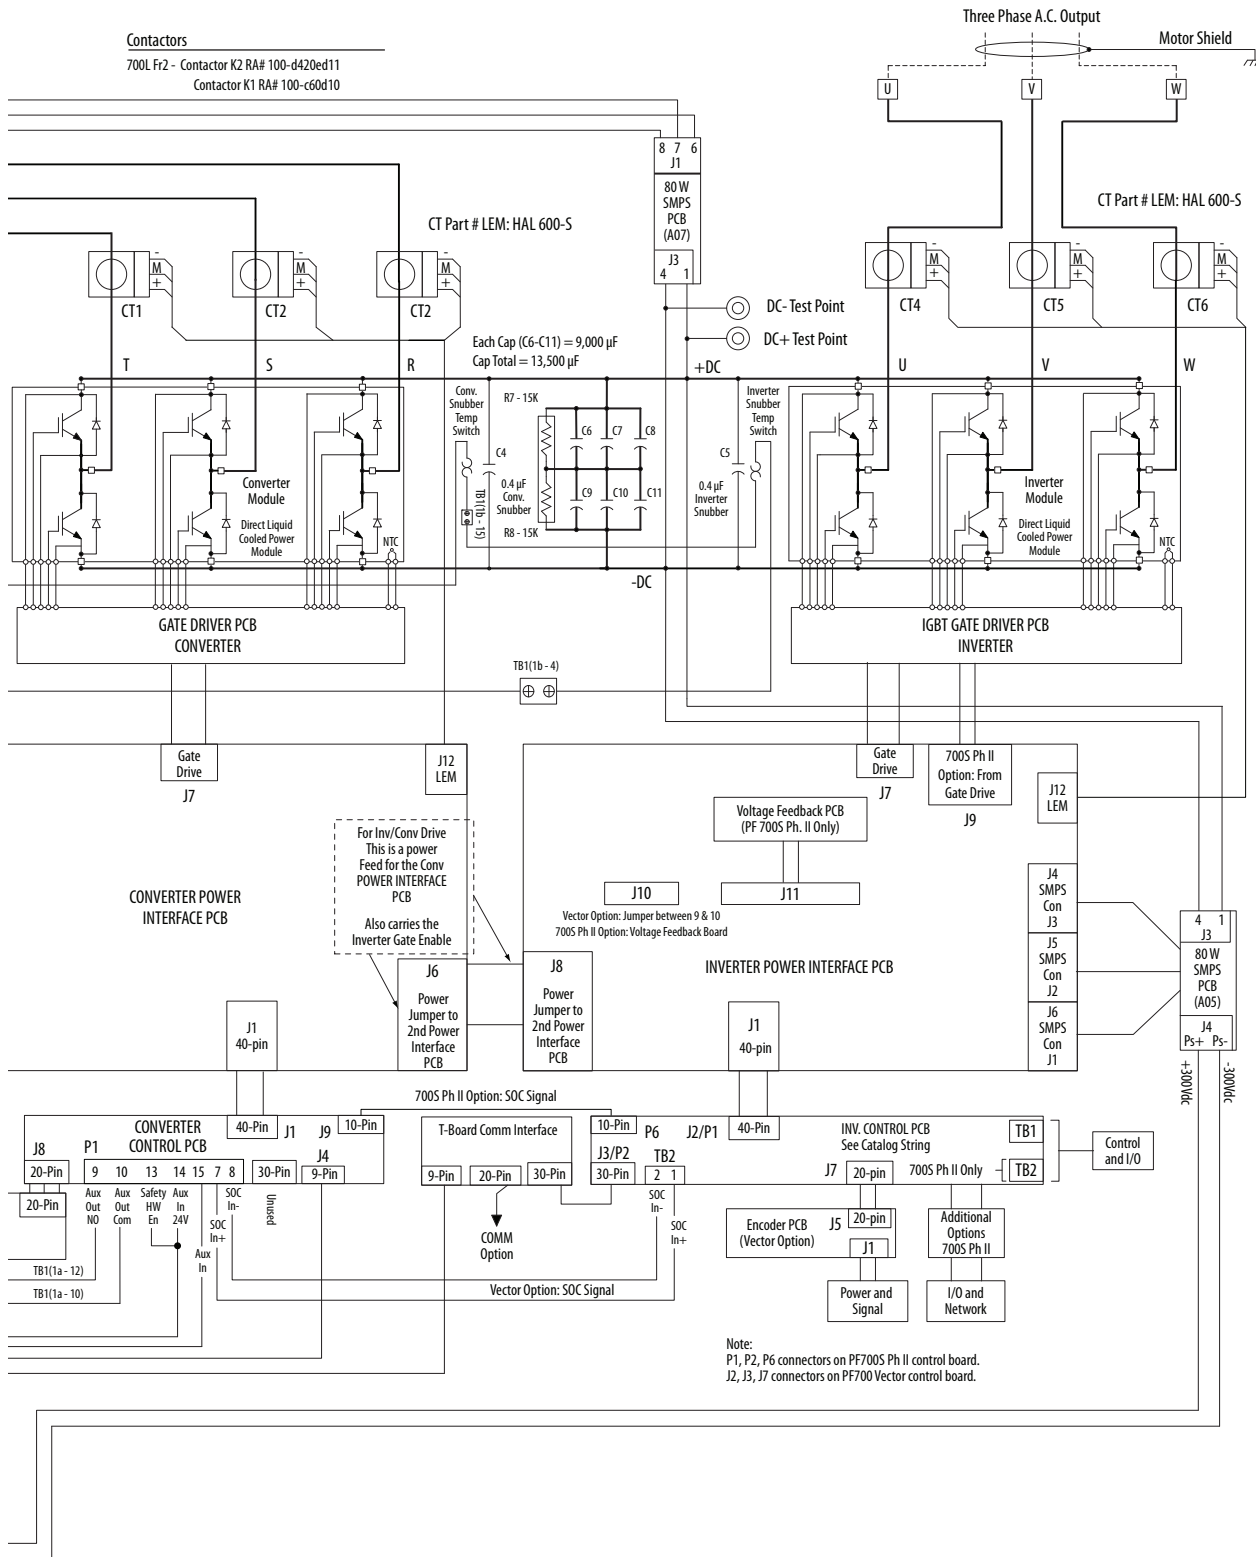 Three Phase A.C. Output
Contactors
Motor Shield
700L Fr2 - Contactor K2 RA# 100-d420ed11
Contactor K1 RA# 100-c60d10
U
V
W
8 7 6
J1
80 W
SMPS
PCB
(A07)
J3
4 1
CT Part # LEM: HAL 600-S
CT Part # LEM: HAL 600-S
-
M
+
CT1
-
M
+
CT2
-
M
+
CT2
-
M
+
CT4
-
M
+
CT5
-
M
+
CT6
DC- Test Point
DC+ Test Point
Each Cap (C6-C11) = 9,000 µF
Cap Total = 13,500 µF
T
S
R
+DC
U
V
W
Conv.
Snubber
Temp
Switch
R7 - 15K
Inverter
Snubber
Temp
Switch
C6
C7
C8
C4
C5
Converter
Module
Direct Liquid
Cooled Power
Module
0.4 µF
Conv.
Snubber
TB1(1b - 15)
C9
C10
C11
R8 - 15K
0.4 µF
Inverter
Snubber
Inverter
Module
Direct Liquid
Cooled Power
Module
NTC
NTC
-DC
GATE DRIVER PCB
CONVERTER
IGBT GATE DRIVER PCB
INVERTER
TB1(1b - 4)
Gate
Drive
J7
J12
LEM
Gate
Drive
J7
700S Ph II
Option: From
Gate Drive
J9
J12
LEM
Voltage Feedback PCB
(PF 700S Ph. II Only)
For Inv/Conv Drive
This is a power
Feed for the Conv
POWER INTERFACE
PCB
Also carries the
Inverter Gate Enable
CONVERTER POWER
INTERFACE PCB
J10
J11
Vector Option: Jumper between 9 & 10
700S Ph II Option: Voltage Feedback Board
J4
SMPS
Con
J3
J5
SMPS
Con
J2
J6
SMPS
Con
J1
4 1
J3
80 W
SMPS
PCB
(A05)
J4
Ps+ Ps-
INVERTER POWER INTERFACE PCB
J6
Power
Jumper to
2nd Power
Interface
PCB
J8
Power
Jumper to
2nd Power
Interface
PCB
J1
40-pin
J1
40-pin
+300Vdc
-300Vdc
700S Ph II Option: SOC Signal
CONVERTER
CONTROL PCB
40-Pin
J1
J9
10-Pin
J8
P1
J4
20-Pin
9 10 13 14 15 7 8
30-Pin
9-Pin
20-Pin
Aux
Out
NO
Aux
Out
Com
Safety
HW
En
Aux
In
24V
Aux
In
SOC
In+
SOC
In-
Unused
T-Board Comm Interface
9-Pin
20-Pin
30-Pin
COMM
Option
10-Pin
P6
J2/P1
40-Pin
J3/P2
30-Pin
TB2
2 1
SOC
In-
SOC
In+
INV. CONTROL PCB
See Catalog String
J7
20-pin
700S Ph II Only
TB1
TB2
Control
and I/O
Encoder PCB
(Vector Option)
J5
20-pin
J1
Additional
Options
700S Ph II
Power and
Signal
I/O and
Network
TB1(1a - 12)
TB1(1a - 10)
Vector Option: SOC Signal
Note:
P1, P2, P6 connectors on PF700S Ph II control board.
J2, J3, J7 connectors on PF700 Vector control board.